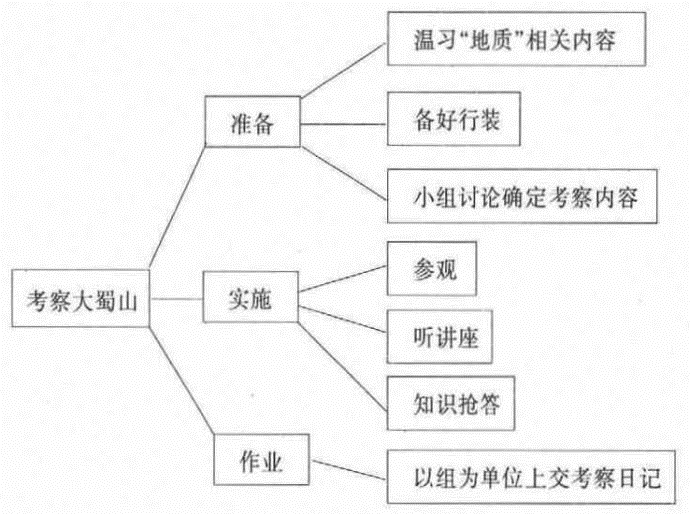 温习“地质”相关内容
准备
备好行装
小组讨论确定考察内容
考察大蜀山
实施
参观
听讲座
知识抢答
作业
以组为单位上交考察日记